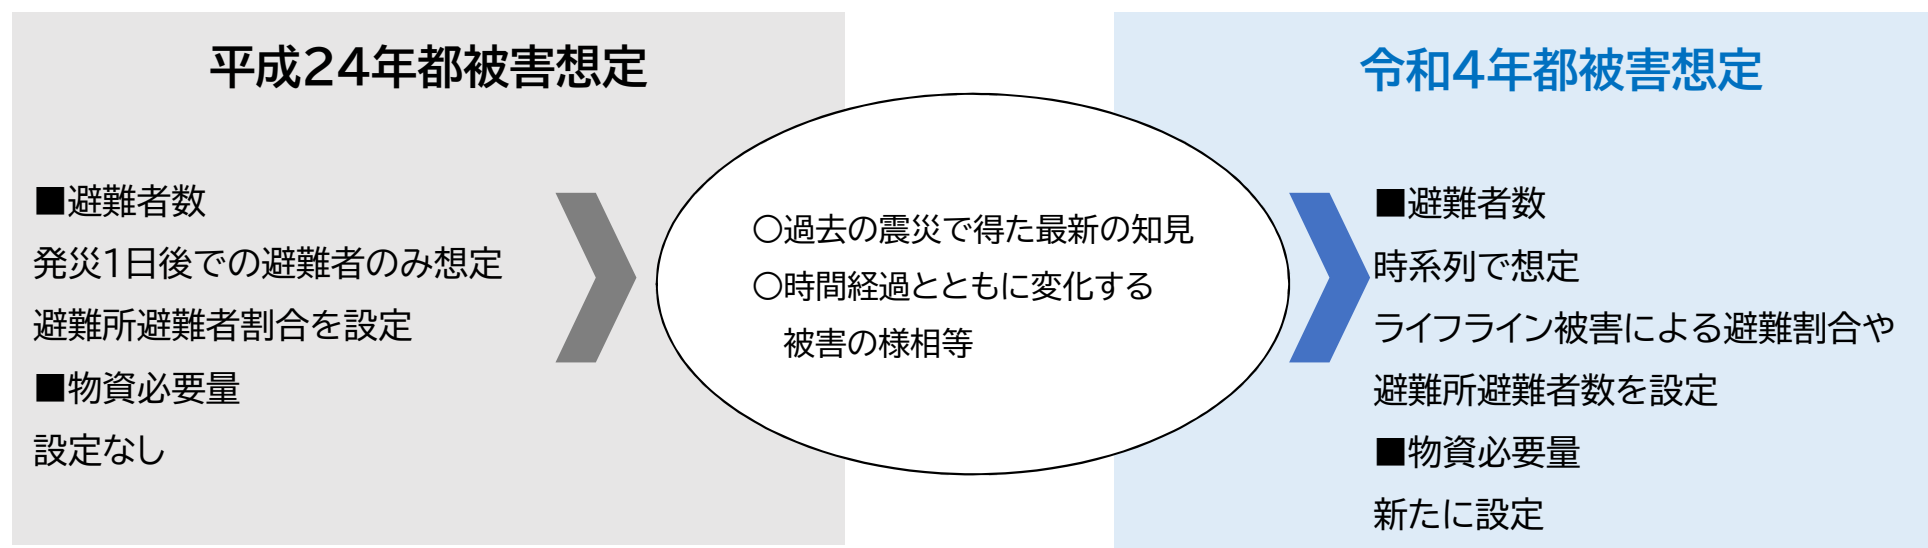 平成24年都被害想定
■避難者数
発災1日後での避難者のみ想定
避難所避難者割合を設定
■物資必要量
設定なし
○過去の震災で得た最新の知見
○時間経過とともに変化する
被害の様相等
令和4年都被害想定
■避難者数
時系列で想定
ライフライン被害による避難割合や
避難所避難者数を設定
■物資必要量
新たに設定